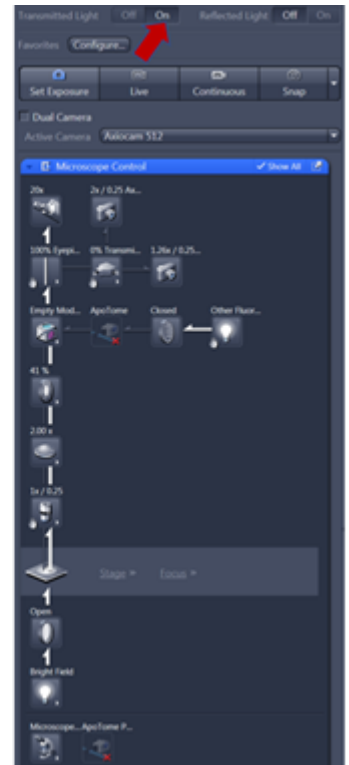 Transmitted Light Off On Reflected Light Off On
Favorites Configure...
Set Exposure Live Continuous Snap
Dual Camera
Active Camera Axiocam 512
Microscope Control Show All
20x 2x / 0.25 Ax...
100% Eyepi... 0% Transmi... 1.26x / 0.25...
Empty Mod... ApoTome Closed Other Fluor...
41 %
2.00 x
1x / 0.25
Stage Focus
Open
Bright Field
Microscope... ApoTome P...